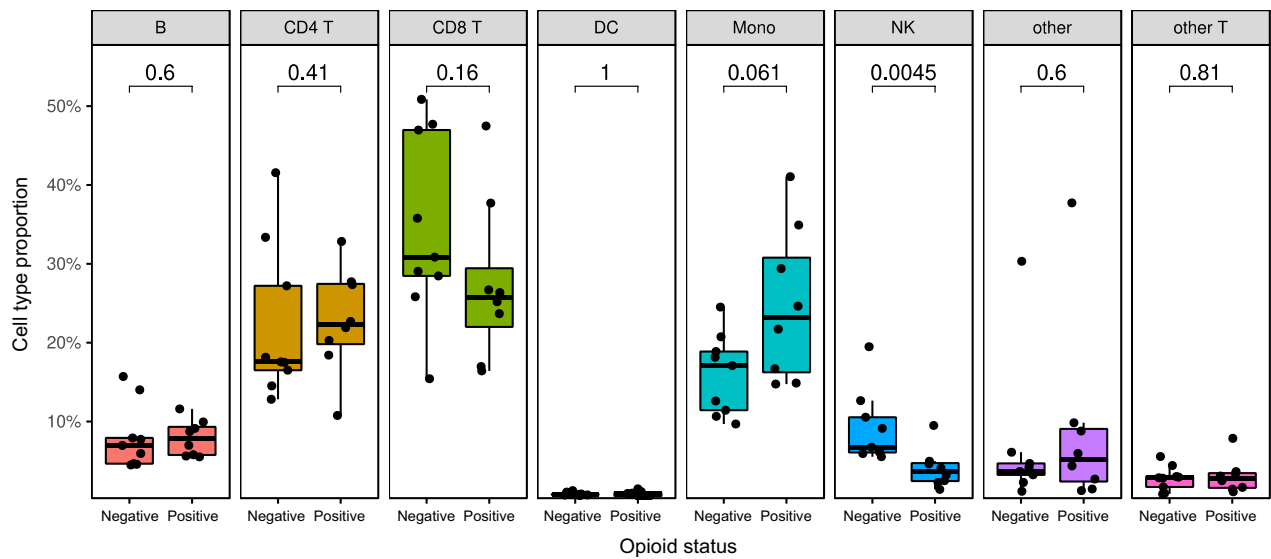 B CD4 T CD8 T DC Mono NK other other T
0.6 0.41 0.16 1 0.061 0.0045 0.6 0.81
50%
40%
30%
20%
10%
Cell type proportion
Negative Positive Negative Positive Negative Positive Negative Positive Negative Positive Negative Positive Negative Positive Negative Positive
Opioid status